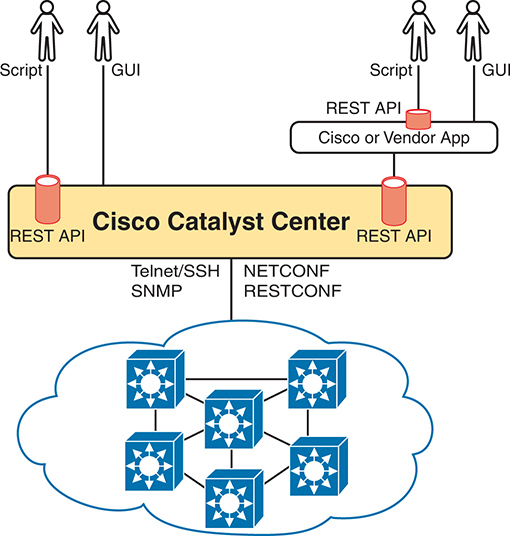 Script
GUI
Script
GUI
REST API
Cisco or Vendor App
Cisco Catalyst Center
REST API
REST API
Telnet/SSH
SNMP
NETCONF
RESTCONF